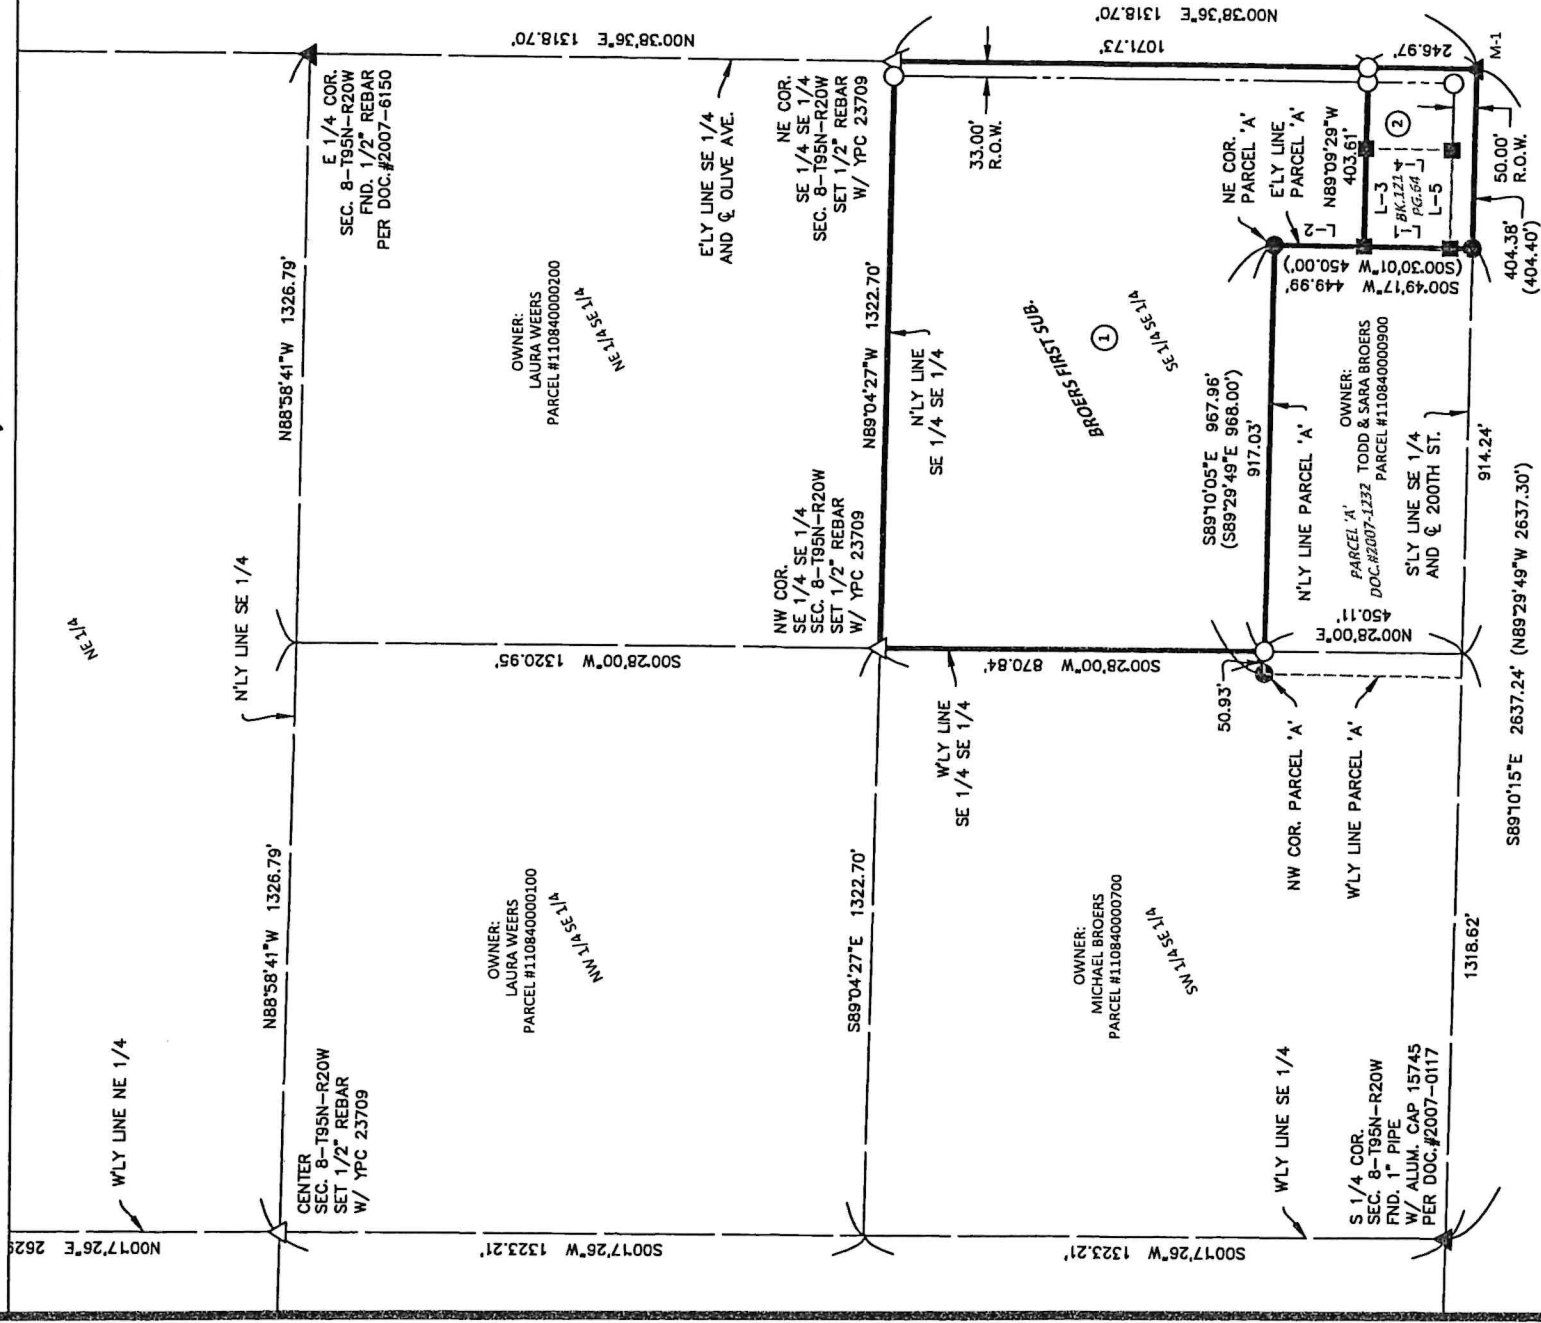 NE 1/4
WLY LINE NE 1/4
N'LY LINE SE 1/4
N00°17'26"E 2629
CENTER
SEC. 8-T95N-R20W
SET 1/2" REBAR
W/ YPC 23709
N88°58'41"W 1326.79'
N88°58'41"W 1326.79'
E 1/4 COR.
SEC. 8-T95N-R20W
FND. 1/2" REBAR
PER DOC.#2007-6150
S00°17'26"W 1323.21'
OWNER:
LAURA WEERS
PARCEL #110840000100
NW 1/4 SE 1/4
S00°28'00"W 1320.95'
OWNER:
LAURA WEERS
PARCEL #110840000200
NE 1/4 SE 1/4
N00°38'36"E 1318.70'
E'LY LINE SE 1/4
AND ℄ OLIVE AVE.
NW COR.
SE 1/4 SE 1/4
SEC. 8-T95N-R20W
SET 1/2" REBAR
W/ YPC 23709
NE COR.
SE 1/4 SE 1/4
SEC. 8-T95N-R20W
SET 1/2" REBAR
W/ YPC 23709
S89°04'27"E 1322.70'
N89°04'27"W 1322.70'
N'LY LINE
SE 1/4 SE 1/4
WLY LINE
SE 1/4 SE 1/4
33.00'
R.O.W.
S00°17'26"W 1323.21'
OWNER:
MICHAEL BROERS
PARCEL #110840000700
SW 1/4 SE 1/4
S00°28'00"W 870.84'
BROERS FIRST SUB.
1
SE 1/4 SE 1/4
1071.73'
N00°38'36"E 1318.70'
50.93'
NW COR. PARCEL 'A'
WLY LINE PARCEL 'A'
S89°10'05"E 967.96'
(S89°29'49"E 968.00')
917.03'
N'LY LINE PARCEL 'A'
NE COR.
PARCEL 'A'
E'LY LINE
PARCEL 'A'
N89°09'29"W
403.61'
L-2
L-3
BK.121
PG.64
L-1
L-4
L-5
2
246.97'
M-1
N00°28'00"E
450.11'
PARCEL 'A'
DOC.#2007-1232
OWNER:
TODD & SARA BROERS
PARCEL #110840000900
S'LY LINE SE 1/4
AND ℄ 200TH ST.
S00°49'17"W 449.99'
(S00°30'01"W 450.00')
WLY LINE SE 1/4
S 1/4 COR.
SEC. 8-T95N-R20W
FND. 1" PIPE
W/ ALUM. CAP 15745
PER DOC.#2007-0117
1318.62'
914.24'
404.38'
(404.40')
50.00'
R.O.W.
S89°10'15"E 2637.24' (N89°29'49"W 2637.30')